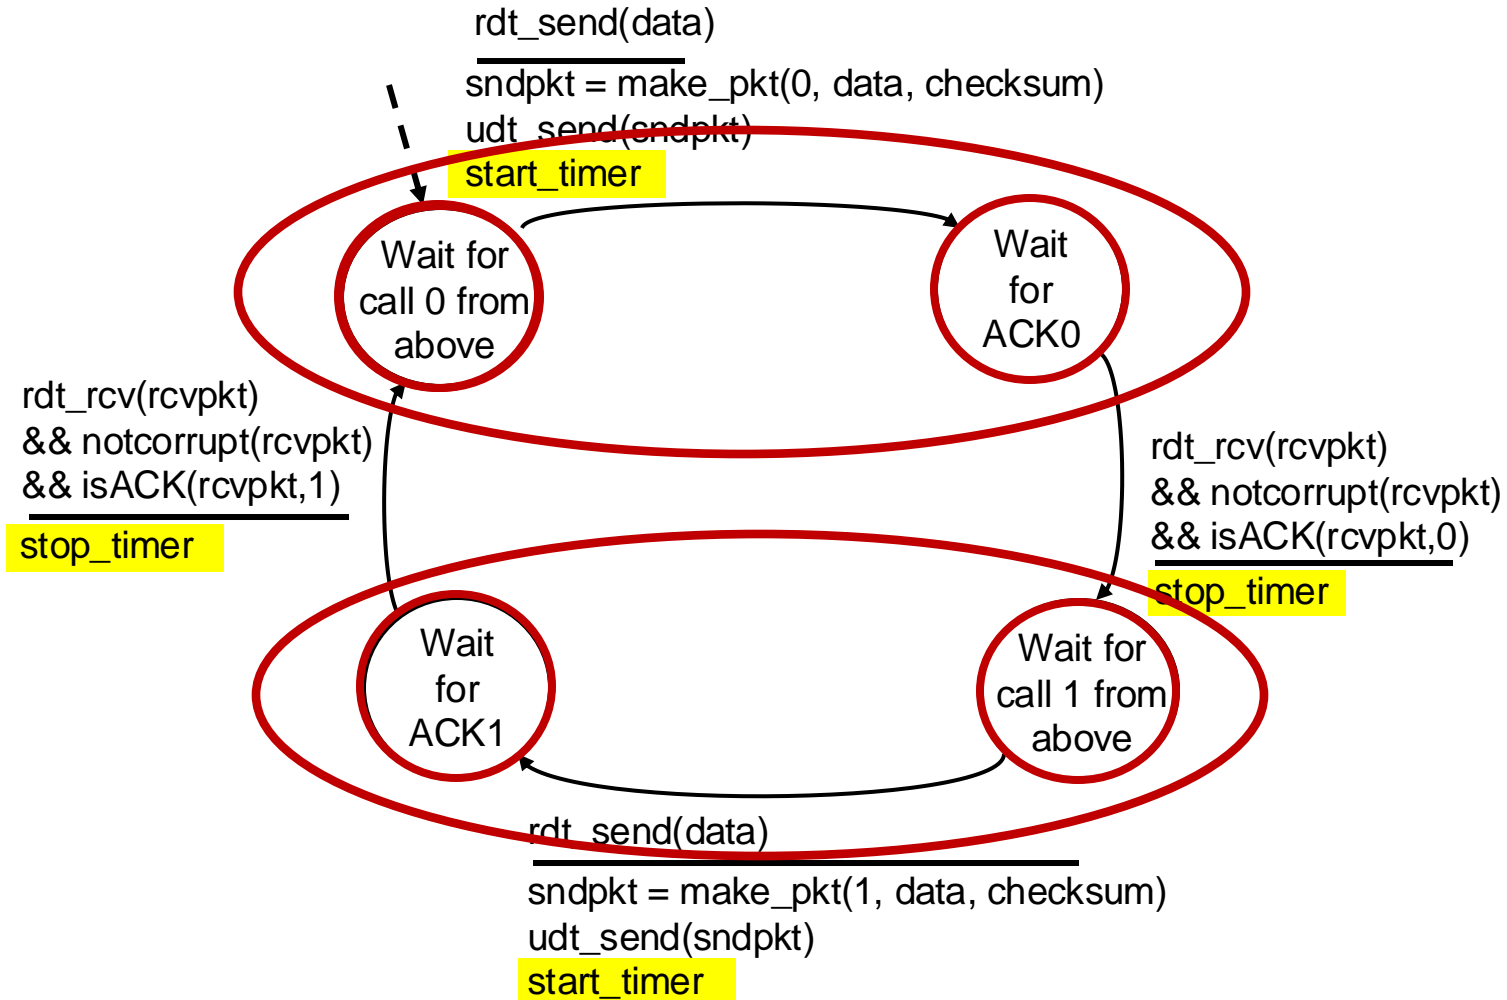 rdt_send(data)
sndpkt = make_pkt(0, data, checksum)
udt_send(sndpkt)
start_timer
Wait for
call 0 from
above
Wait
for
ACK0
rdt_rcv(rcvpkt)
&& notcorrupt(rcvpkt)
&& isACK(rcvpkt,1)
stop_timer
rdt_rcv(rcvpkt)
&& notcorrupt(rcvpkt)
&& isACK(rcvpkt,0)
stop_timer
Wait
for
ACK1
Wait for
call 1 from
above
rdt_send(data)
sndpkt = make_pkt(1, data, checksum)
udt_send(sndpkt)
start_timer